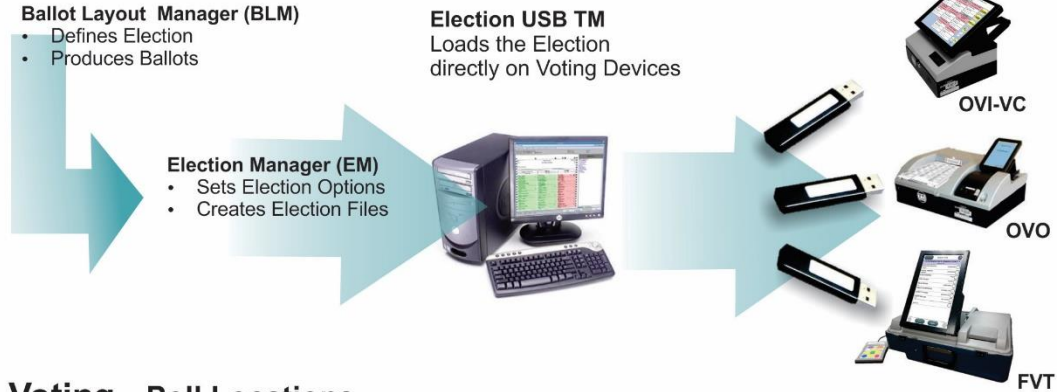 Ballot Layout Manager (BLM)
• Defines Election
• Produces Ballots
Election Manager (EM)
• Sets Election Options
• Creates Election Files
Election USB TM
Loads the Election
directly on Voting Devices
OVI-VC
OVO
FVT
Voting Poll Locations